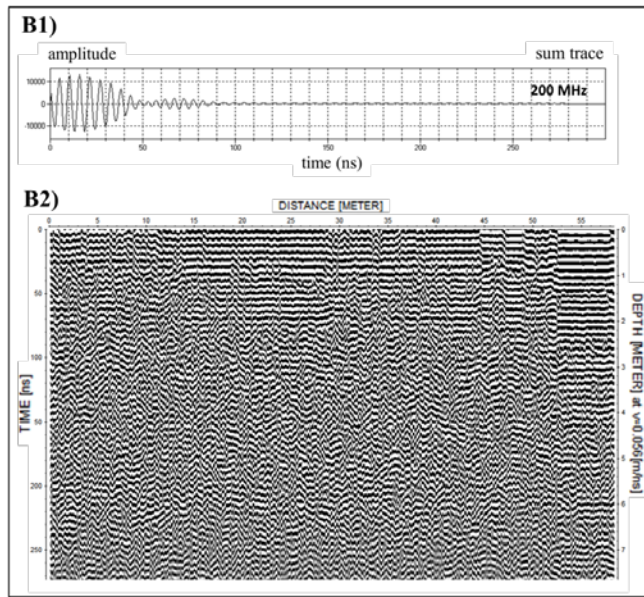 B1)
amplitude
sum trace
10000
0
-10000
200 MHz
0
50
100
150
200
250
time (ns)
B2)
DISTANCE [METER]
0 5 10 15 20 25 30 35 40 45 50 55
TIME [ns]
0
50
100
50
200
250
DEPTH [METER] at v=0.056[m/ns]
0
1
2
3
4
5
6
7